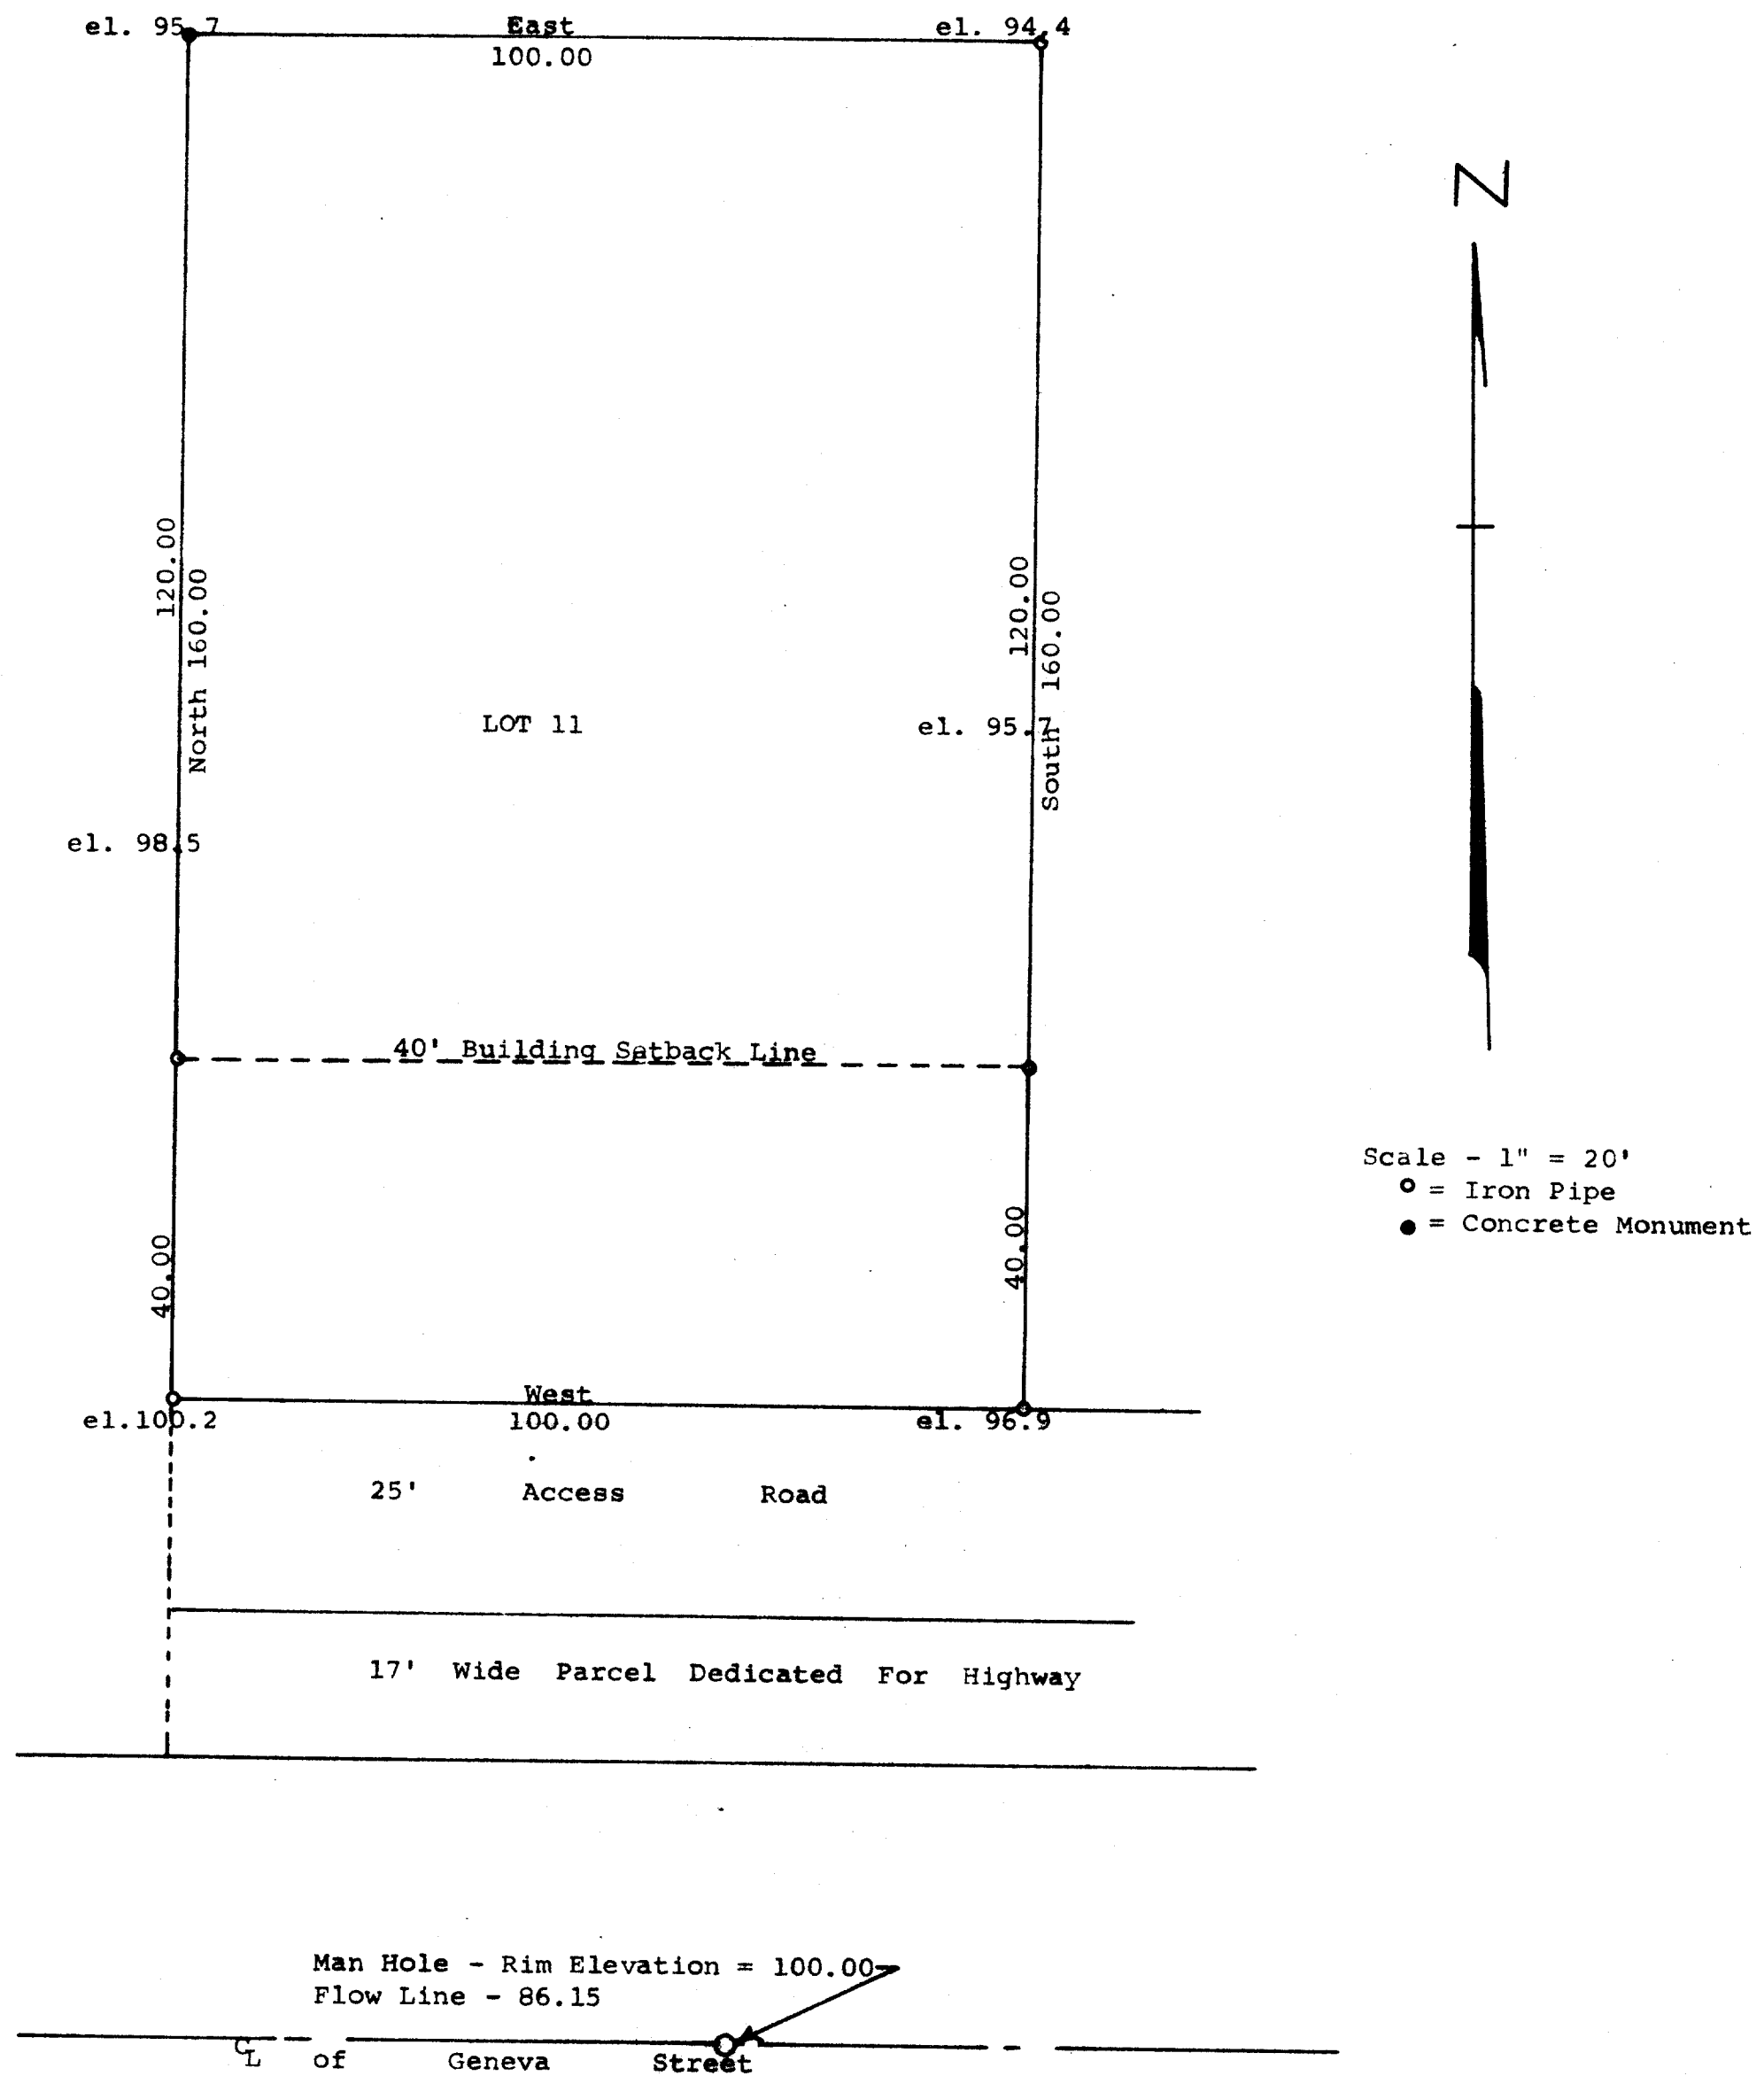 el. 95.7
East
el. 94.4
100.00
N
120.00
North 160.00
120.00
South 160.00
LOT 11
el. 95.7
el. 98.5
40' Building Setback Line
Scale - 1" = 20'
= Iron Pipe
= Concrete Monument
40.00
40.00
West
el.100.2
100.00
el. 96.9
25' Access Road
17' Wide Parcel Dedicated For Highway
Man Hole - Rim Elevation = 100.00
Flow Line - 86.15
CL of Geneva Street